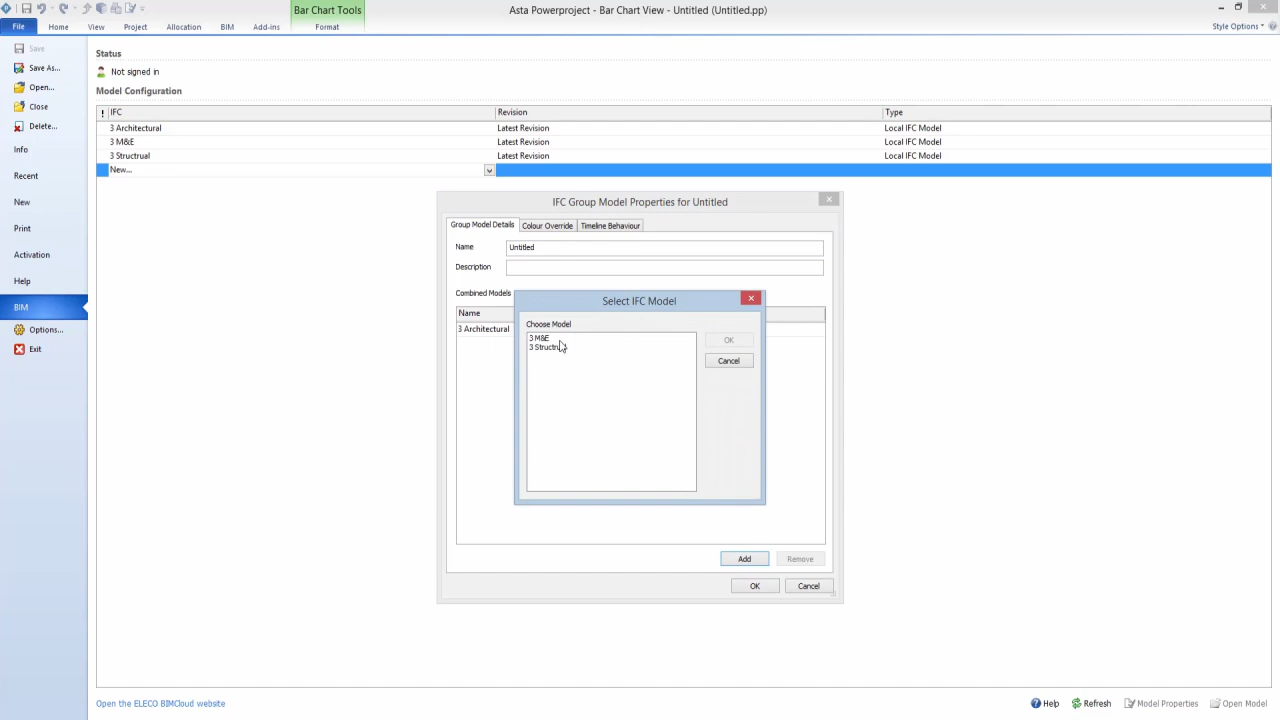 Bar Chart Tools
Asta Powerproject - Bar Chart View - Untitled (Untitled.pp)
File Home View Project Allocation BIM Add-ins Format Style Options
Save
Save As...
Open...
Close
Delete...
Info
Recent
New
Print
Activation
Help
BIM
Options...
Exit
Status
Not signed in
Model Configuration
! IFC Revision Type
3 Architectural Latest Revision Local IFC Model
3 M&E Latest Revision Local IFC Model
3 Structrual Latest Revision Local IFC Model
New...
IFC Group Model Properties for Untitled
Group Model Details Colour Override Timeline Behaviour
Name Untitled
Description
Combined Models
Name
3 Architectural
Select IFC Model
Choose Model
3 M&E
3
OK
Cancel
Add Remove
OK Cancel
Open the ELECO BIMCloud website
Help Refresh Model Properties Open Model